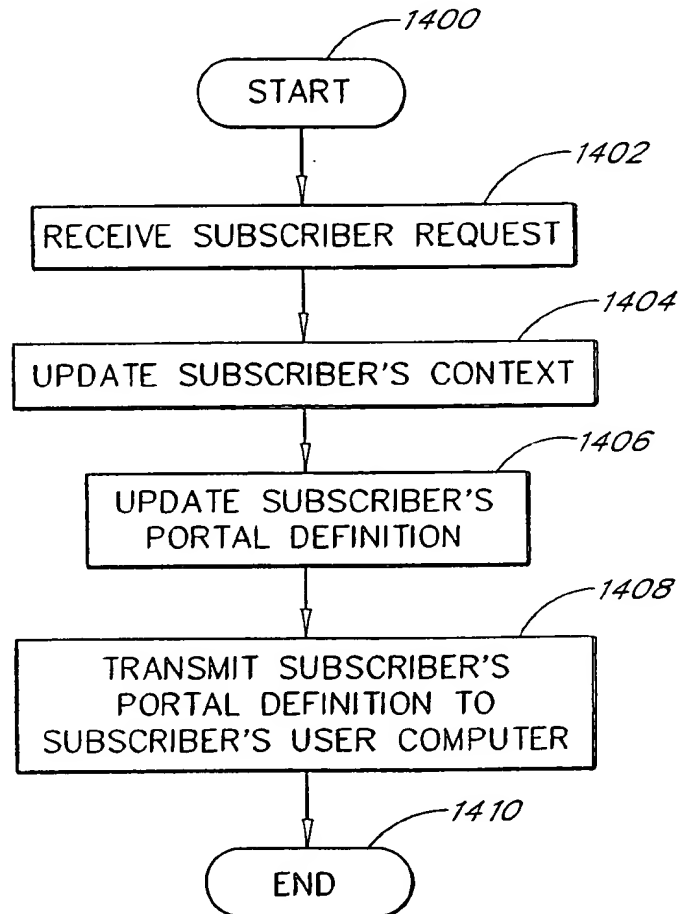 1400
START
1402
RECEIVE SUBSCRIBER REQUEST
1404
UPDATE SUBSCRIBER'S CONTEXT
1406
UPDATE SUBSCRIBER'S
PORTAL DEFINITION
1408
TRANSMIT SUBSCRIBER'S
PORTAL DEFINITION TO
SUBSCRIBER'S USER COMPUTER
1410
END